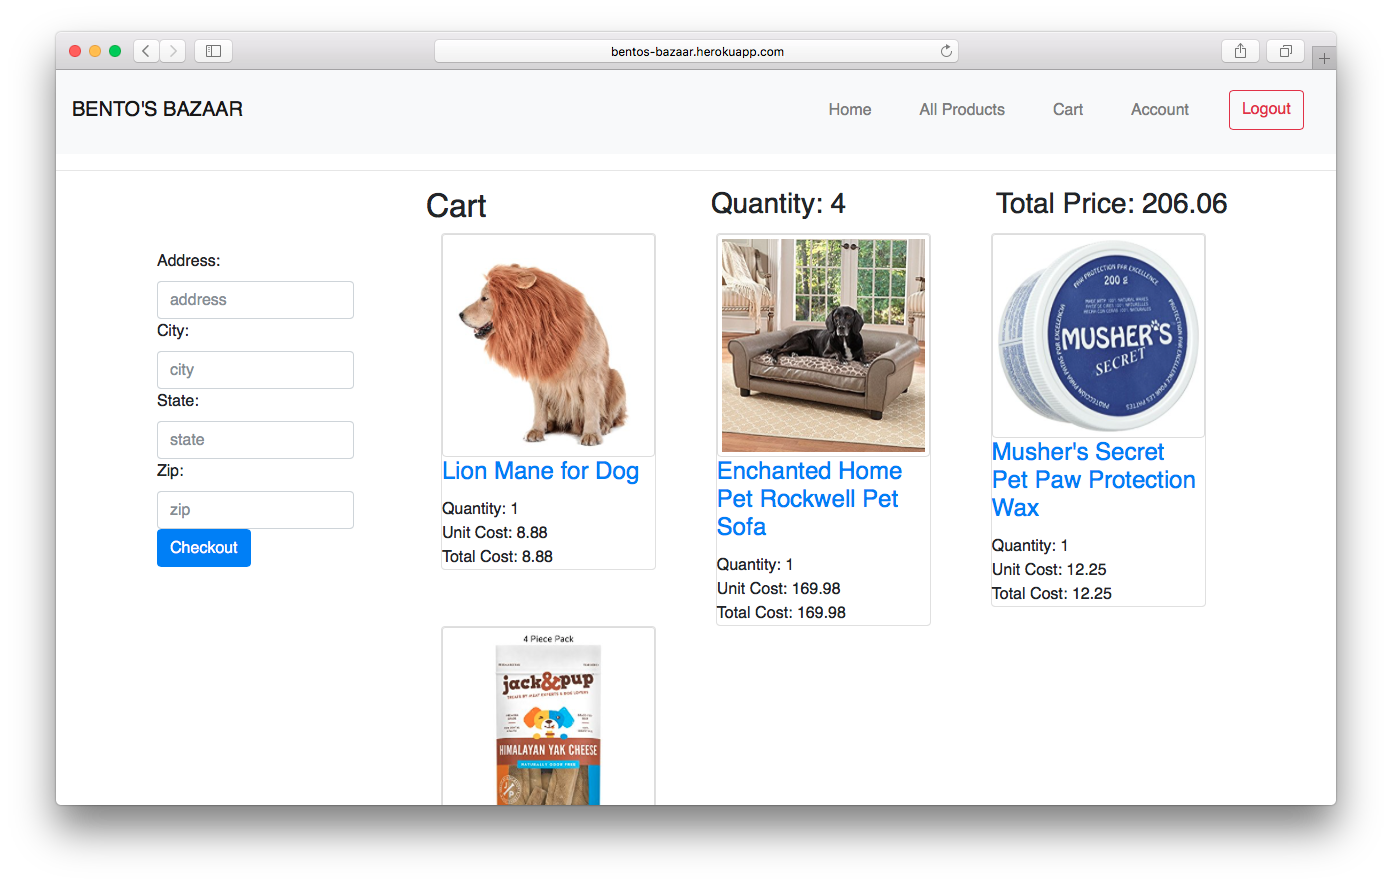 bentos-bazaar.herokuapp.com
BENTO'S BAZAAR
Home
All Products
Cart
Account
Logout
Cart
Quantity: 4
Total Price: 206.06
Address:
address
City:
city
State:
state
Zip:
zip
Checkout
200 g
MUSHER'S
SECRET
Lion Mane for Dog
Quantity: 1
Unit Cost: 8.88
Total Cost: 8.88
Enchanted Home
Pet Rockwell Pet
Sofa
Quantity: 1
Unit Cost: 169.98
Total Cost: 169.98
Musher's Secret
Pet Paw Protection
Wax
Quantity: 1
Unit Cost: 12.25
Total Cost: 12.25
4 Piece Pack
jack&pup
HIMALAYAN YAK CHEESE
NATURALLY ODOR FREE